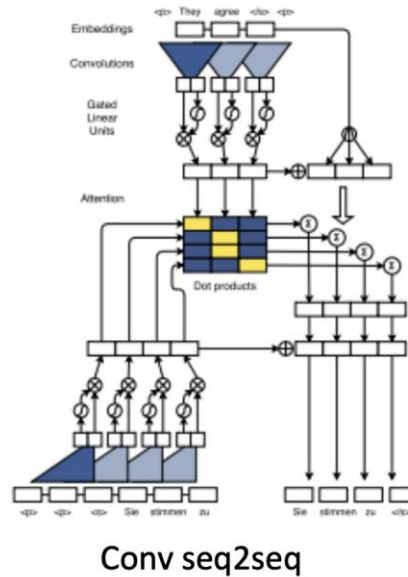 <p> They agree </s> <p>
Embeddings
Convolutions
Gated
Linear
Units
Attention
Σ
Σ
Σ
Σ
Dot products
<p> <p> <s> Sie stimmen zu
Sie stimmen zu </s>
Conv seq2seq